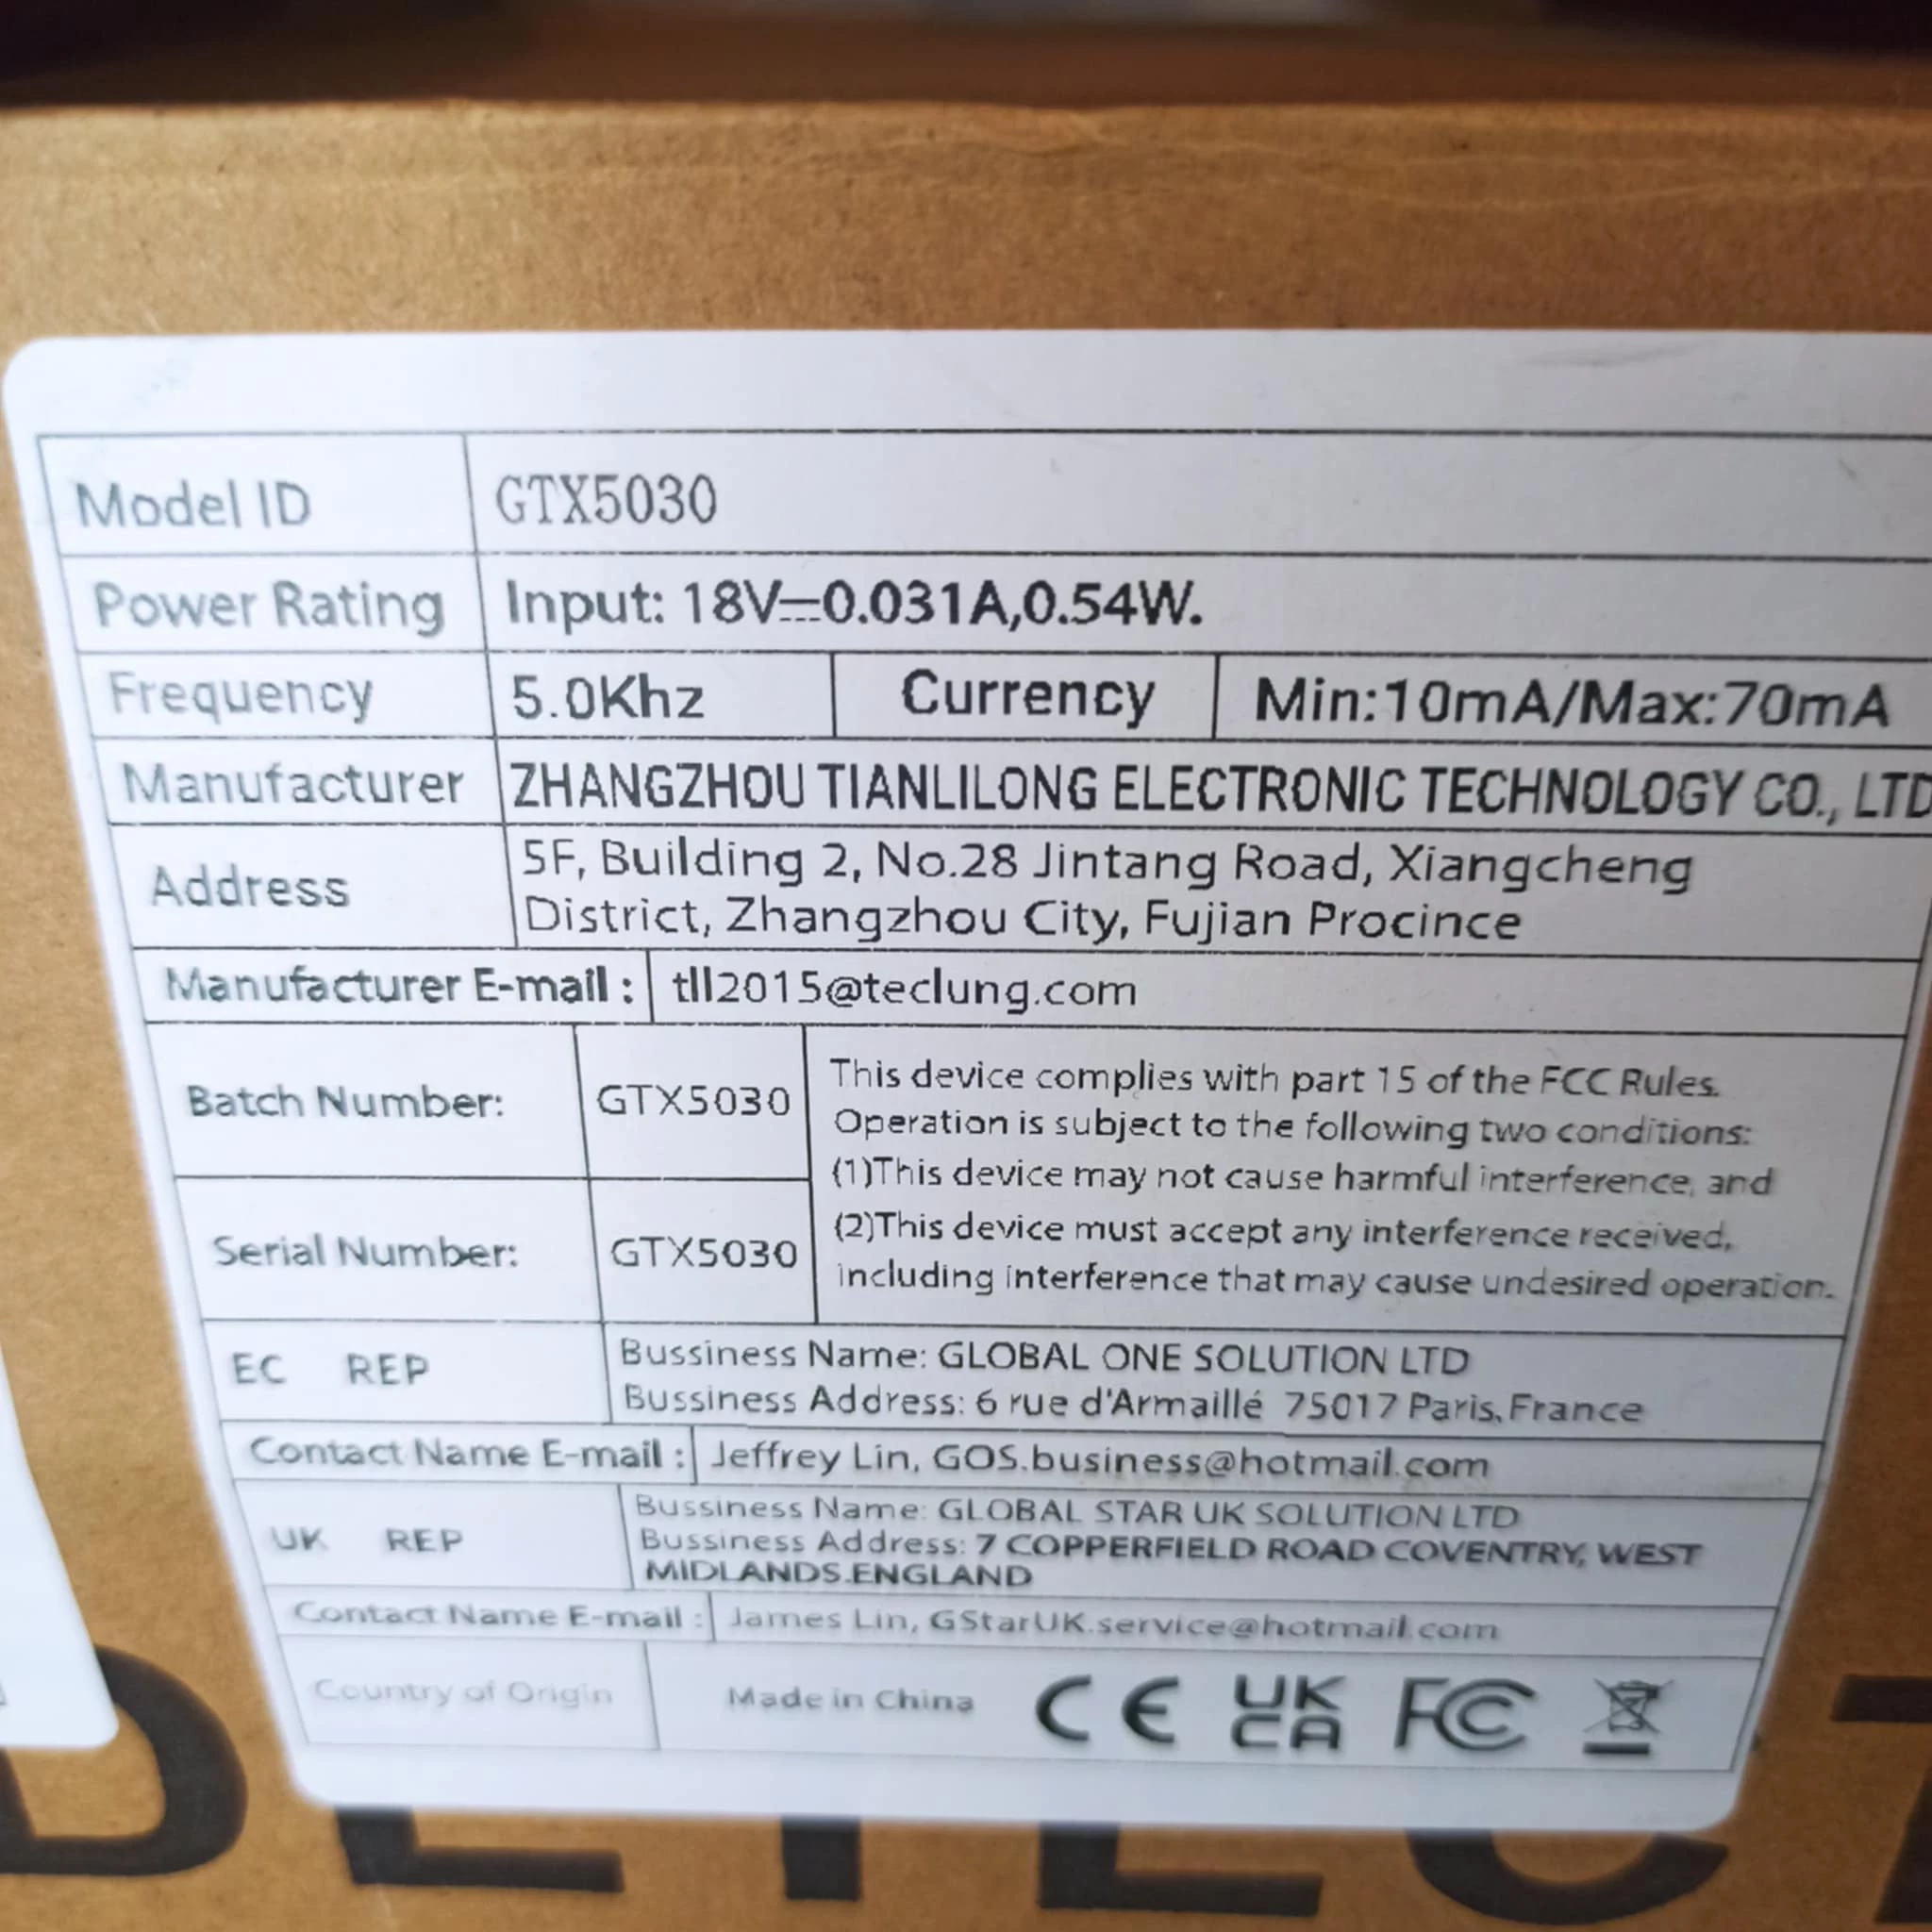 Model ID GTX5030
Power Rating Input: 18V⎓0.031A,0.54W.
Frequency 5.0Khz Currency Min:10mA/Max:70mA
Manufacturer ZHANGZHOU TIANLILONG ELECTRONIC TECHNOLOGY CO., LTD
Address 5F, Building 2, No.28 Jintang Road, Xiangcheng
District, Zhangzhou City, Fujian Procince
Manufacturer E-mail : tll2015@teclung.com
Batch Number: GTX5030
Serial Number: GTX5030
This device complies with part 15 of the FCC Rules.
Operation is subject to the following two conditions:
(1)This device may not cause harmful interference, and
(2)This device must accept any interference received,
including interference that may cause undesired operation.
EC REP Bussiness Name: GLOBAL ONE SOLUTION LTD
Bussiness Address: 6 rue d'Armaillé 75017 Paris, France
Contact Name E-mail : Jeffrey Lin, GOS.business@hotmail.com
UK REP Bussiness Name: GLOBAL STAR UK SOLUTION LTD
Bussiness Address: 7 COPPERFIELD ROAD COVENTRY, WEST
MIDLANDS.ENGLAND
Contact Name E-mail : James Lin, GStarUK.service@hotmail.com
Country of Origin Made in China CE UK CA FC